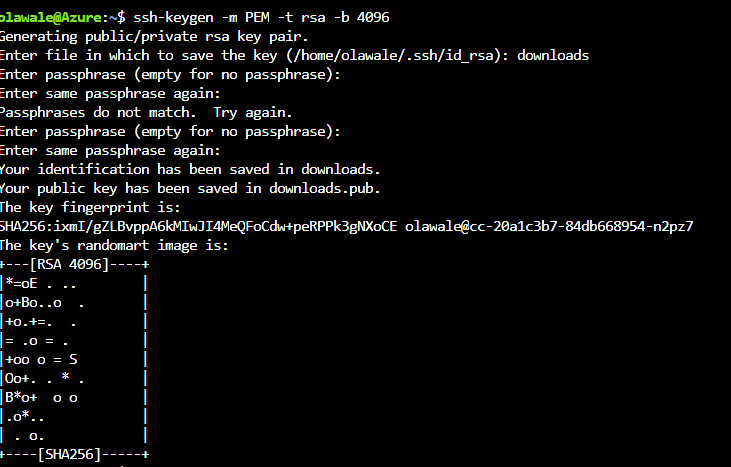 olawale@Azure:~$ ssh-keygen -m PEM -t rsa -b 4096
Generating public/private rsa key pair.
Enter file in which to save the key (/home/olawale/.ssh/id_rsa): downloads
Enter passphrase (empty for no passphrase):
Enter same passphrase again:
Passphrases do not match.  Try again.
Enter passphrase (empty for no passphrase):
Enter same passphrase again:
Your identification has been saved in downloads.
Your public key has been saved in downloads.pub.
The key fingerprint is:
SHA256:ixmI/gZLBvppA6kMIwJI4MeQFoCdw+peRPPk3gNXoCE olawale@cc-20a1c3b7-84db668954-n2pz7
The key's randomart image is:
+---[RSA 4096]----+
|*=oE . ..        |
|o+Bo..o  .       |
|+o.+=.  .        |
|= .o = .         |
|+oo o = S        |
|Oo+. . * .       |
|B*o+  o o        |
|.o*..            |
| . o.            |
+----[SHA256]-----+